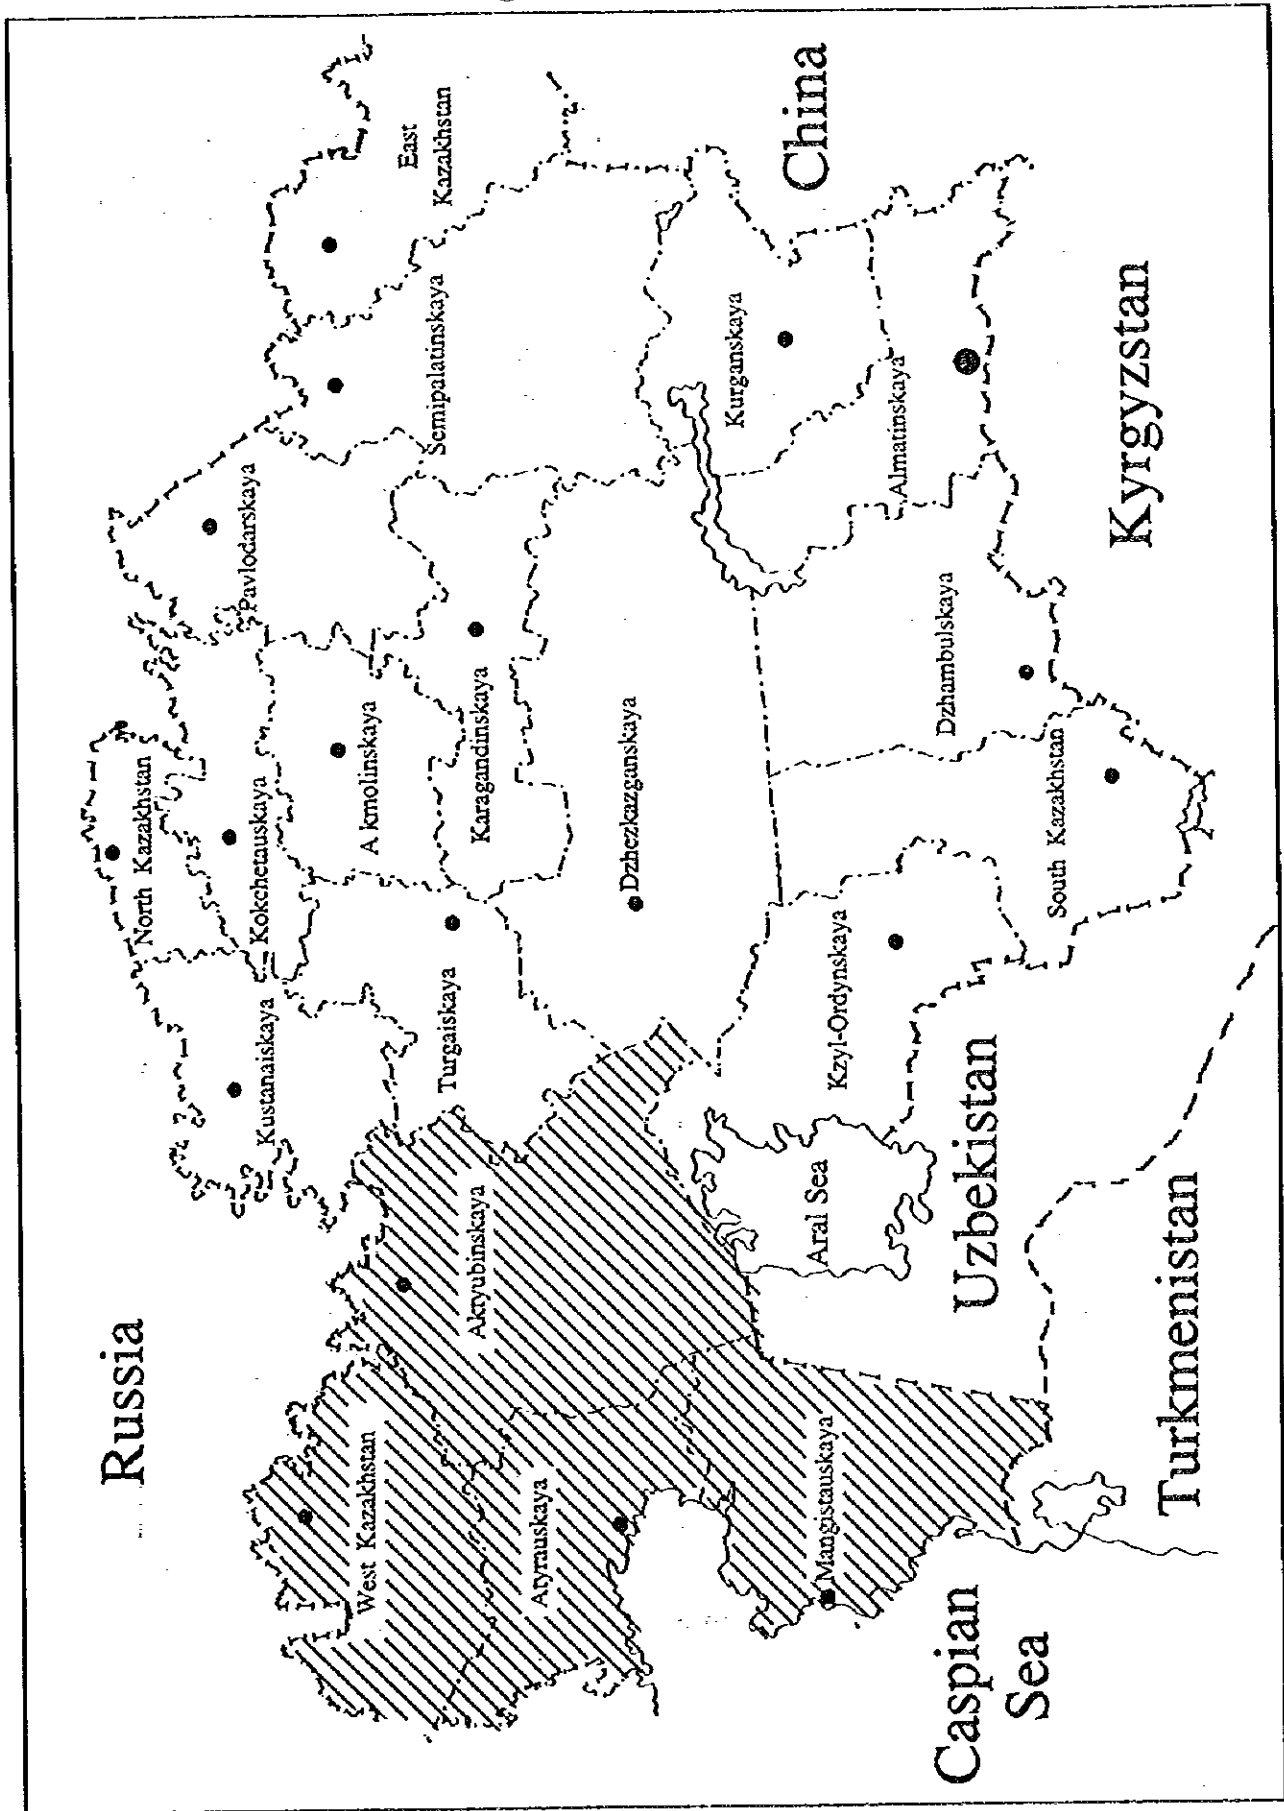 Russia
North Kazakhstan
Kustanaiskaya
Kokchetauskaya
Pavlodarskaya
West Kazakhstan
Akmolinskaya
East
Kazakhstan
Turgaiskaya
Semipalatinskaya
Aktyubinskaya
Karagandinskaya
Atyrauskaya
Dzhezkazganskaya
Kurganskaya
China
Mangistauskaya
Aral Sea
Kzyl-Ordynskaya
Almatinskaya
Dzhambulskaya
Caspian
Sea
Uzbekistan
South Kazakhstan
Kyrgyzstan
Turkmenistan